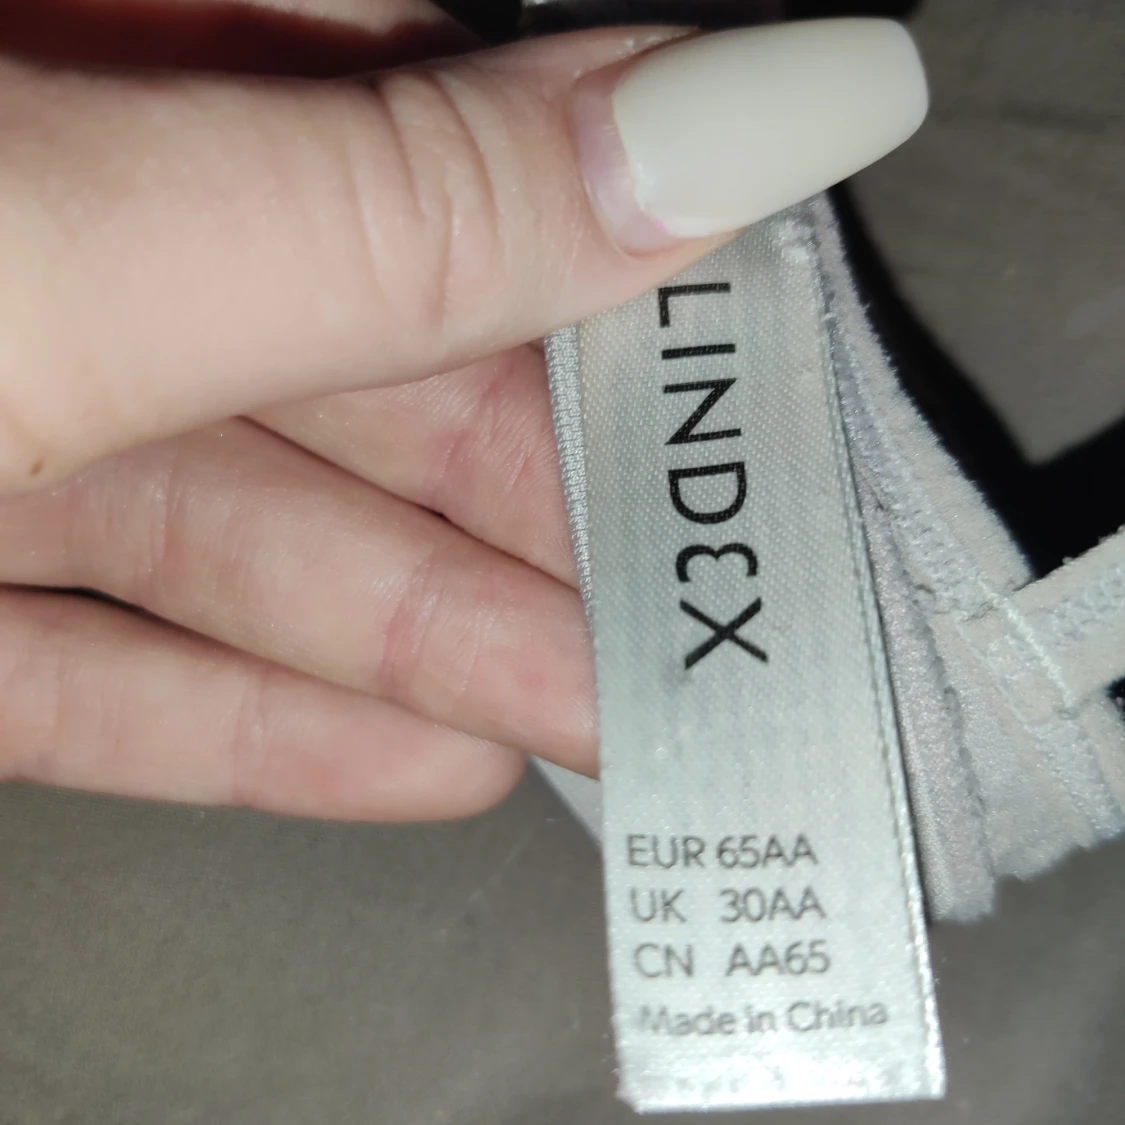 LINDEX
EUR 65AA
UK 30AA
CN AA65
Made in China